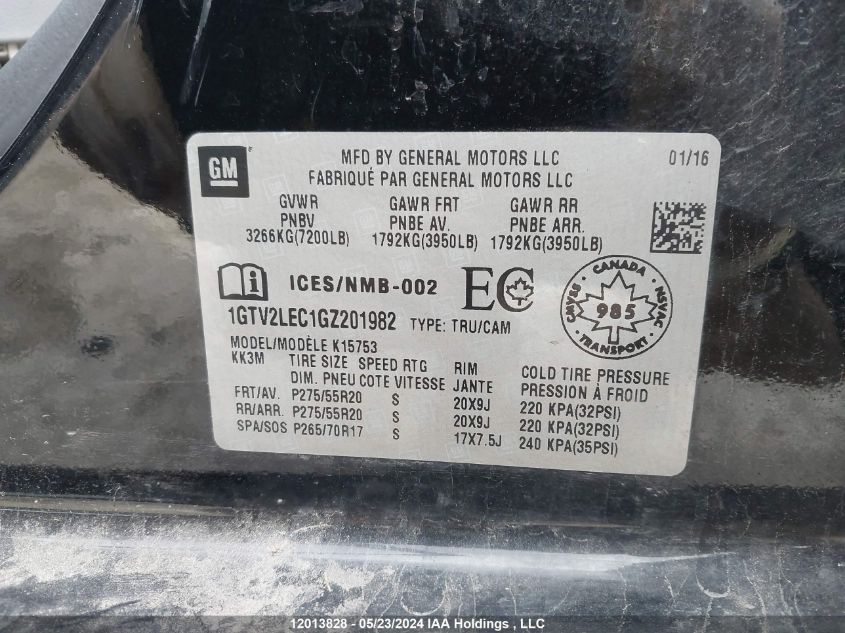 GM
MFD BY GENERAL MOTORS LLC
01/16
FABRIQUÉ PAR GENERAL MOTORS LLC
GVWR GAWR FRT GAWR RR
PNBV PNBE AV. PNBE ARR.
3266KG(7200LB) 1792KG(3950LB) 1792KG(3950LB)
i ICES/NMB-002 EC
CANADA
CMVSS 985 NSVAC
TRANSPORT
1GTV2LEC1GZ201982 TYPE: TRU/CAM
MODEL/MODÈLE K15753
KK3M TIRE SIZE SPEED RTG RIM COLD TIRE PRESSURE
DIM. PNEU COTE VITESSE JANTE PRESSION À FROID
FRT/AV. P275/55R20 S 20X9J 220 KPA(32PSI)
RR/ARR. P275/55R20 S 20X9J 220 KPA(32PSI)
SPA/SOS P265/70R17 S 17X7.5J 240 KPA(35PSI)
12013828 - 05/23/2024 IAA Holdings, LLC/